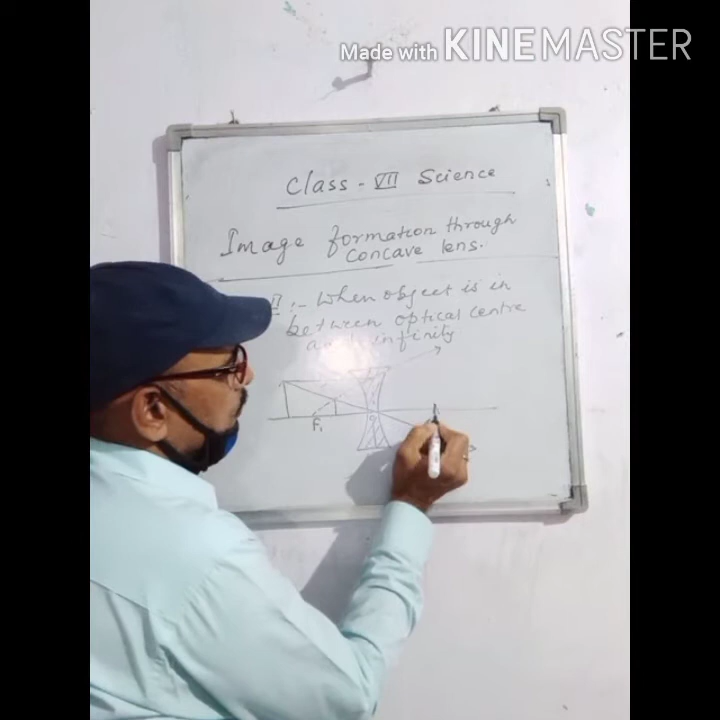 Made with KINEMASTER
Class - VII Science
Image formation through
concave lens.
II :- When object is in
between optical centre
and infinity
F₁